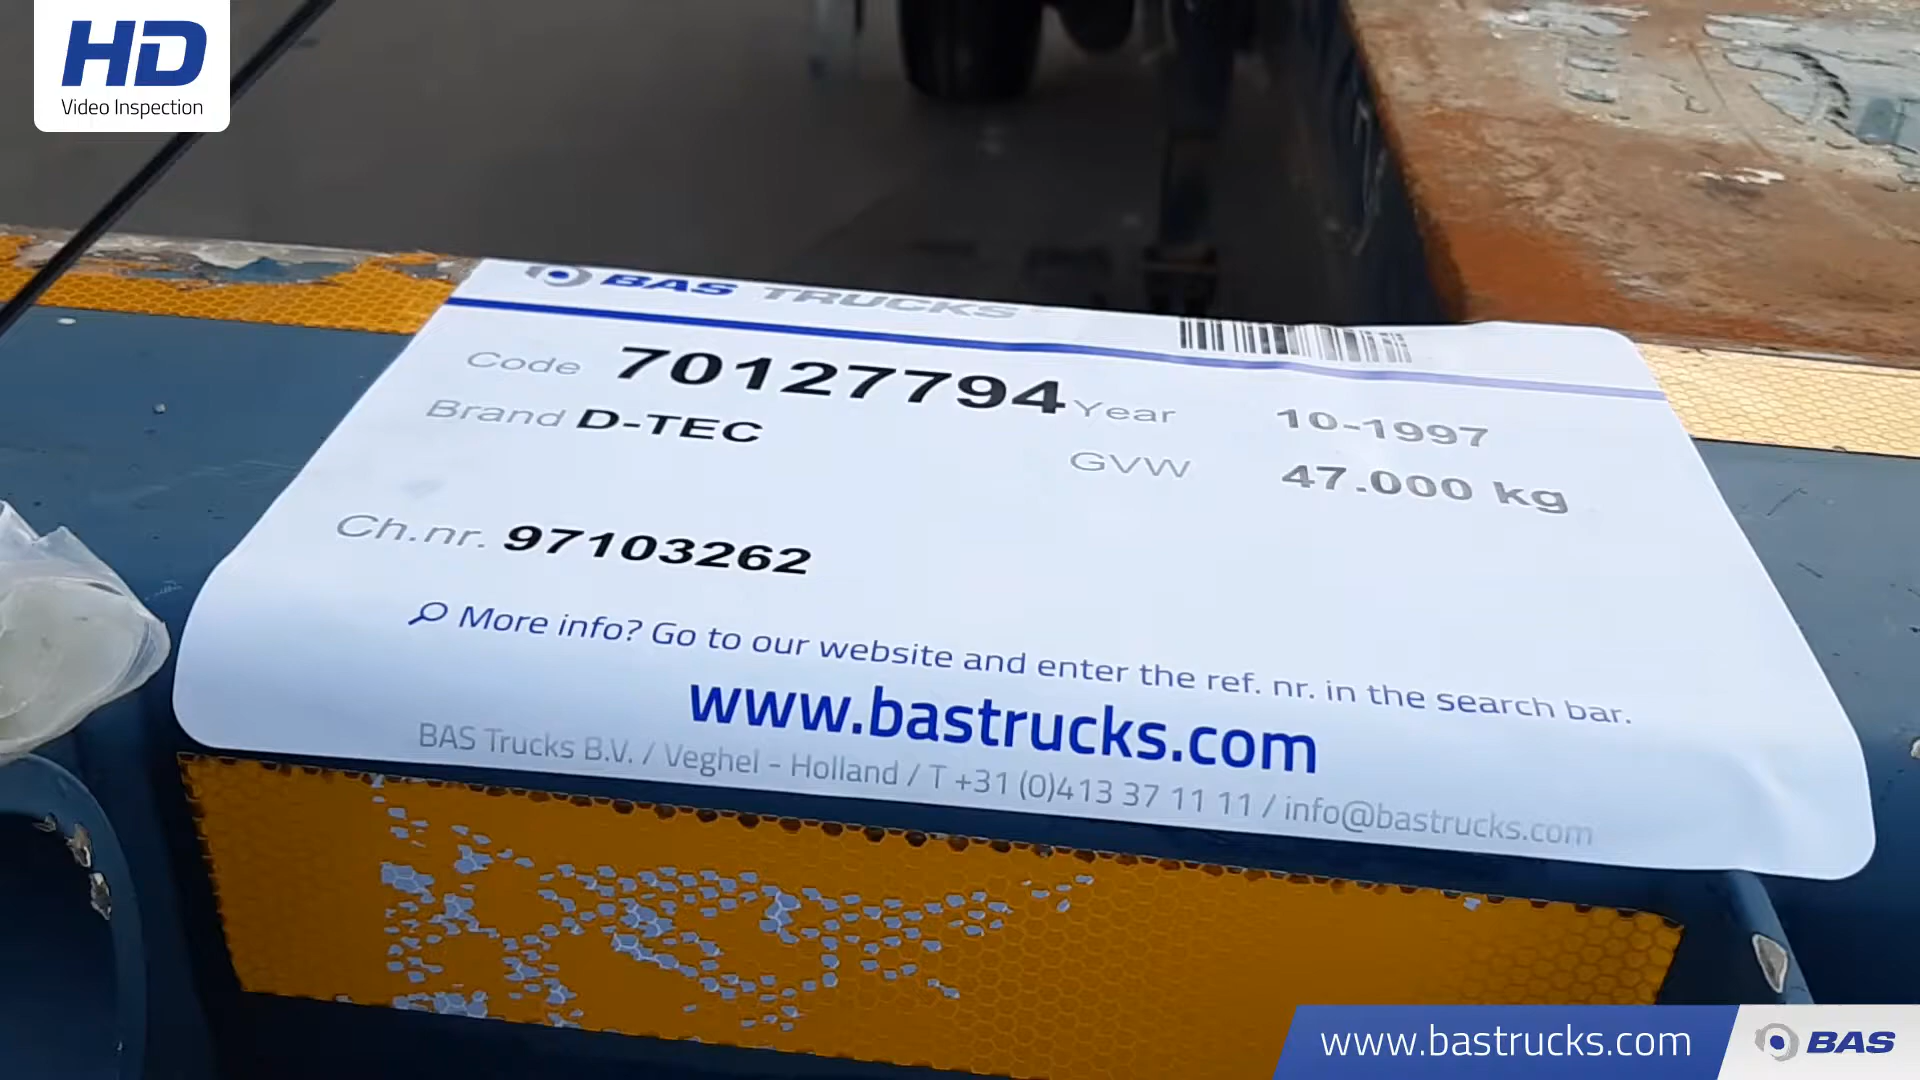 HD
Video Inspection
BAS TRUCKS
Code 70127794 Year 10-1997
Brand D-TEC
GVW 47.000 kg
Ch.nr. 97103262
More info? Go to our website and enter the ref. nr. in the search bar.
www.bastrucks.com
BAS Trucks B.V. / Veghel - Holland / T +31 (0)413 37 11 11 / info@bastrucks.com
www.bastrucks.com BAS